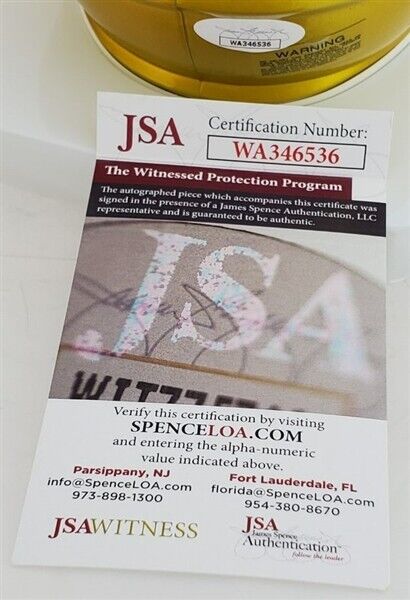 WA346536
WARNING
JSA
Certification Number:
WA346536
The Witnessed Protection Program
The autographed piece which accompanies this certificate was
signed in the presence of a James Spence Authentication, LLC
representative and is guaranteed to be authentic.
JSA
Verify this certification by visiting
SPENCELOA.COM
and entering the alpha-numeric
value indicated above.
Parsippany, NJ
info@SpenceLOA.com
973-898-1300
Fort Lauderdale, FL
florida@SpenceLOA.com
954-380-8670
JSAWITNESS
JSA
James Spence
Authentication
follow the leader